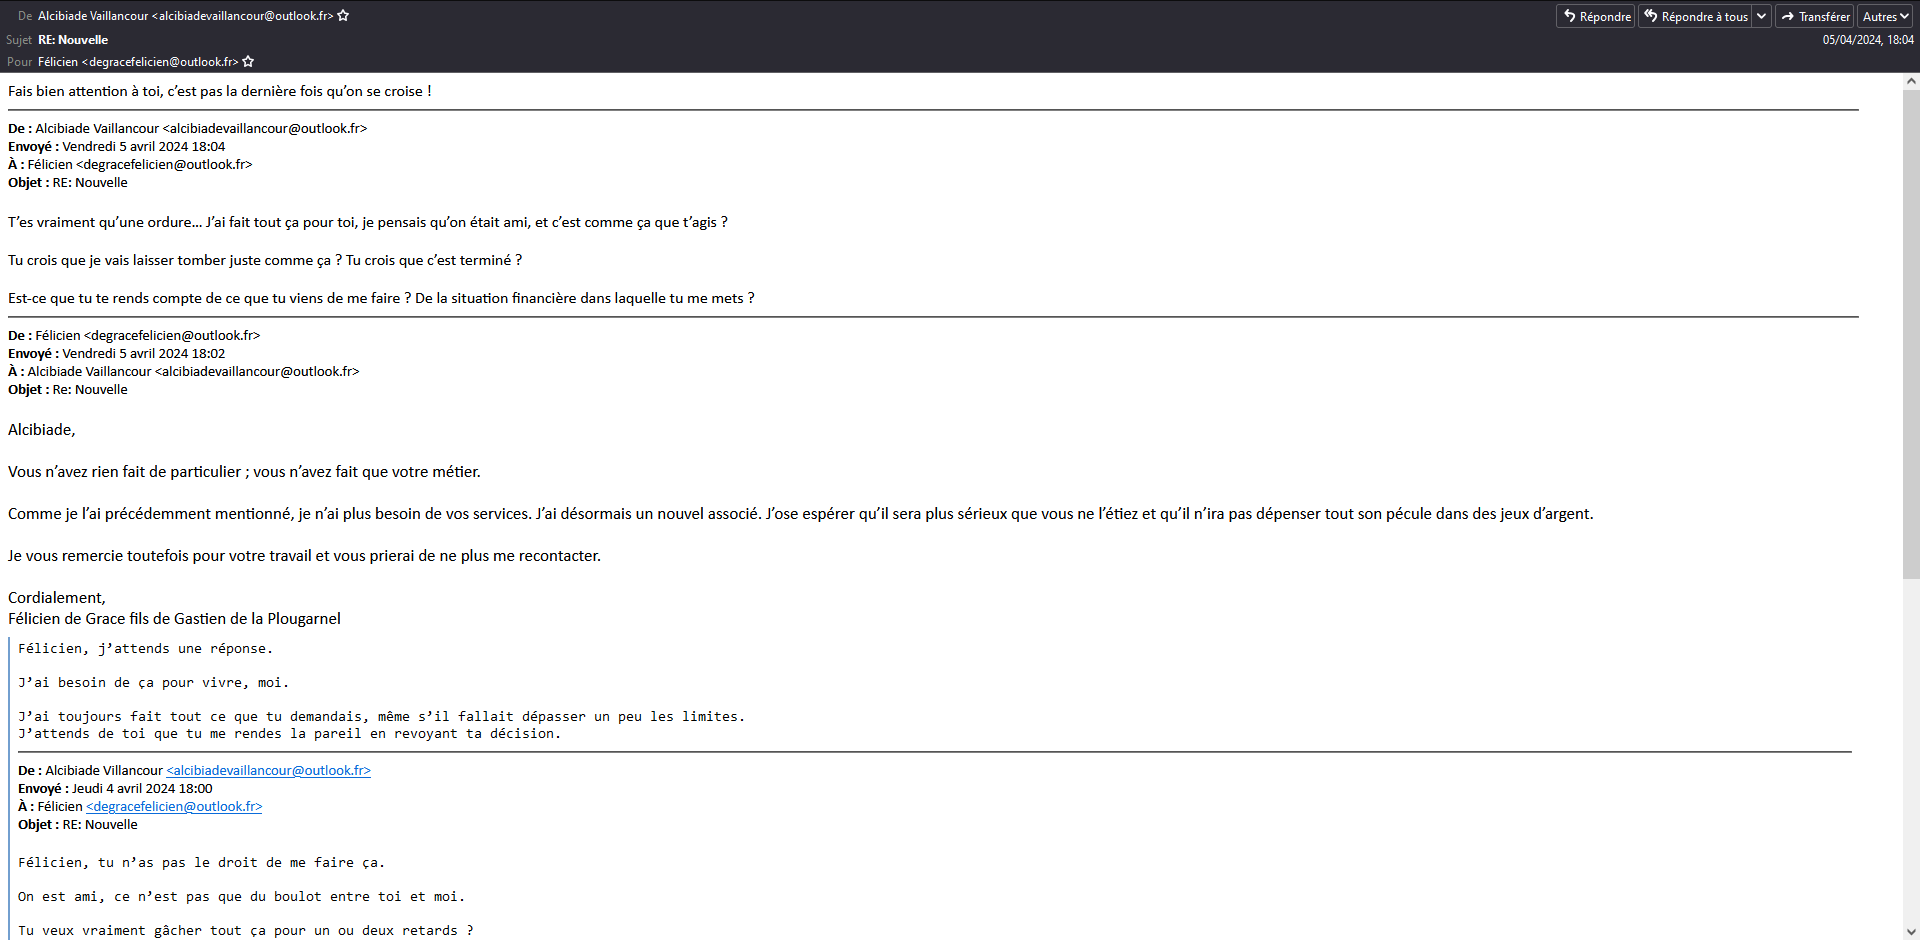 De Alcibiade Vaillancour <alcibiadevaillancour@outlook.fr>
Répondre Répondre à tous Transférer Autres
Sujet RE: Nouvelle
05/04/2024, 18:04
Pour Félicien <degracefelicien@outlook.fr>
Fais bien attention à toi, c’est pas la dernière fois qu’on se croise !
De : Alcibiade Vaillancour <alcibiadevaillancour@outlook.fr>
Envoyé : Vendredi 5 avril 2024 18:04
À : Félicien <degracefelicien@outlook.fr>
Objet : RE: Nouvelle
T’es vraiment qu’une ordure... J’ai fait tout ça pour toi, je pensais qu’on était ami, et c’est comme ça que t’agis ?
Tu crois que je vais laisser tomber juste comme ça ? Tu crois que c’est terminé ?
Est-ce que tu te rends compte de ce que tu viens de me faire ? De la situation financière dans laquelle tu me mets ?
De : Félicien <degracefelicien@outlook.fr>
Envoyé : Vendredi 5 avril 2024 18:02
À : Alcibiade Vaillancour <alcibiadevaillancour@outlook.fr>
Objet : Re: Nouvelle
Alcibiade,
Vous n’avez rien fait de particulier ; vous n’avez fait que votre métier.
Comme je l’ai précédemment mentionné, je n’ai plus besoin de vos services. J’ai désormais un nouvel associé. J’ose espérer qu’il sera plus sérieux que vous ne l’étiez et qu’il n’ira pas dépenser tout son pécule dans des jeux d’argent.
Je vous remercie toutefois pour votre travail et vous prierai de ne plus me recontacter.
Cordialement,
Félicien de Grace fils de Gastien de la Plougarnel
Félicien, j’attends une réponse.
J’ai besoin de ça pour vivre, moi.
J’ai toujours fait tout ce que tu demandais, même s’il fallait dépasser un peu les limites.
J’attends de toi que tu me rendes la pareil en revoyant ta décision.
De : Alcibiade Villancour <alcibiadevaillancour@outlook.fr>
Envoyé : Jeudi 4 avril 2024 18:00
À : Félicien <degracefelicien@outlook.fr>
Objet : RE: Nouvelle
Félicien, tu n’as pas le droit de me faire ça.
On est ami, ce n’est pas que du boulot entre toi et moi.
Tu veux vraiment gâcher tout ça pour un ou deux retards ?